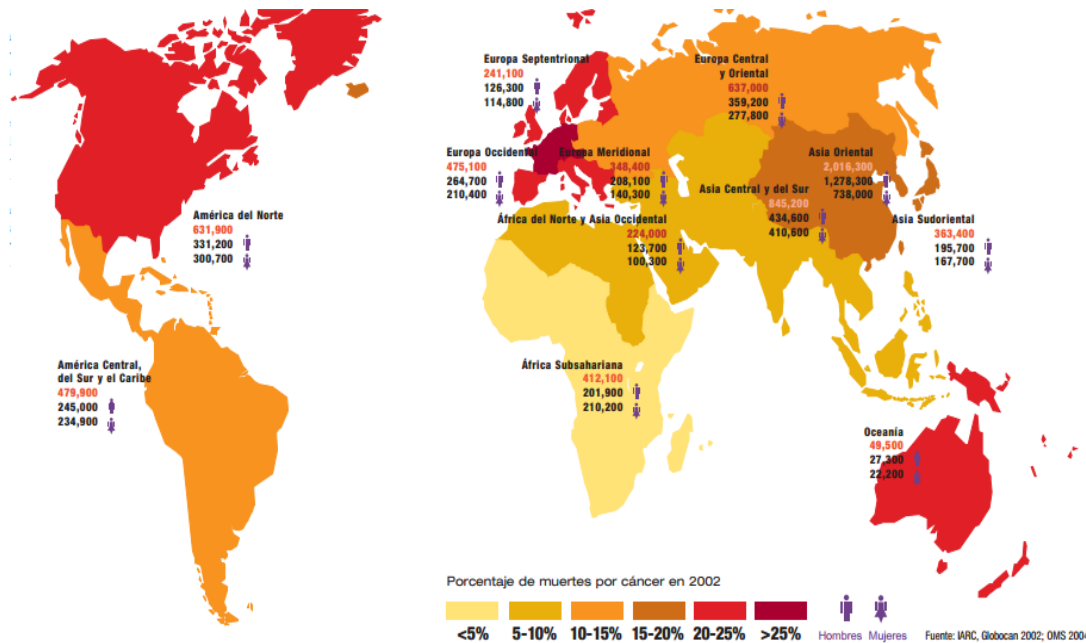 Europa Septentrional
241,100
126,300
114,800
Europa Central
y Oriental
637,000
359,200
277,800
Europa Occidental
475,100
264,700
210,400
Europa Meridional
348,400
208,100
140,300
Asia Oriental
2,016,300
1,278,300
738,000
Asia Central y del Sur
845,200
434,600
410,600
América del Norte
631,900
331,200
300,700
África del Norte y Asia Occidental
224,000
123,700
100,300
Asia Sudoriental
363,400
195,700
167,700
América Central,
del Sur y el Caribe
479,900
245,000
234,900
África Subsahariana
412,100
201,900
210,200
Oceanía
49,500
27,300
22,200
Porcentaje de muertes por cáncer en 2002
<5% 5-10% 10-15% 15-20% 20-25% >25%
Hombres Mujeres
Fuente: IARC, Globocan 2002; OMS